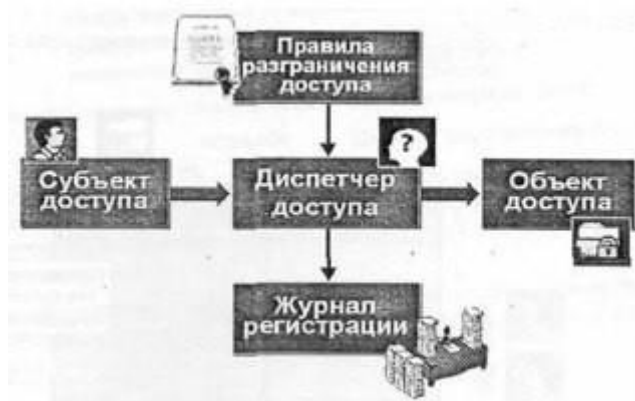 Правила
разграничения
доступа
Субъект
доступа
Диспетчер
доступа
?
Объект
доступа
Журнал
регистрации